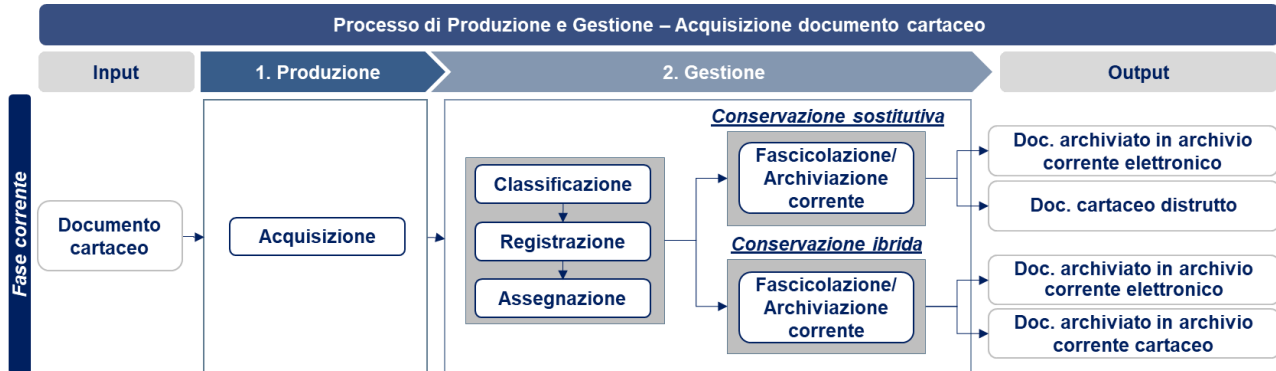 Processo di Produzione e Gestione – Acquisizione documento cartaceo
Input
1. Produzione
2. Gestione
Output
Fase corrente
Documento
cartaceo
Acquisizione
Classificazione
Registrazione
Assegnazione
Conservazione sostitutiva
Fascicolazione/
Archiviazione
corrente
Conservazione ibrida
Fascicolazione/
Archiviazione
corrente
Doc. archiviato in archivio
corrente elettronico
Doc. cartaceo distrutto
Doc. archiviato in archivio
corrente elettronico
Doc. archiviato in archivio
corrente cartaceo